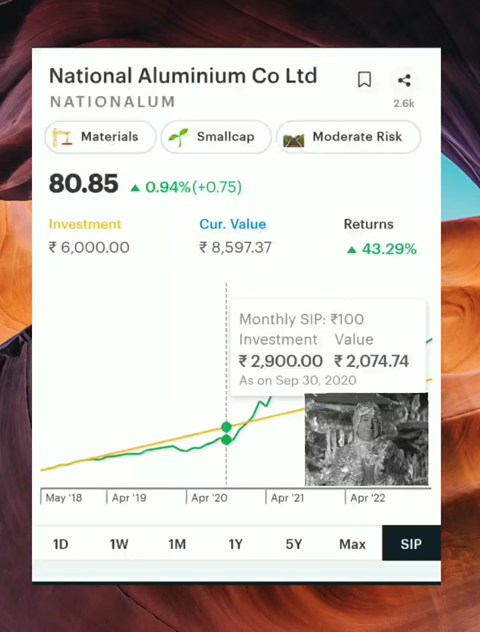 National Aluminium Co Ltd
NATIONALUM
2.6k
Materials
Smallcap
Moderate Risk
80.85 ▲ 0.94%(+0.75)
Investment Cur. Value Returns
₹ 6,000.00 ₹ 8,597.37 ▲ 43.29%
Monthly SIP: ₹100
Investment Value
₹ 2,900.00 ₹ 2,074.74
As on Sep 30, 2020
May '18 Apr '19 Apr '20 Apr '21 Apr '22
1D 1W 1M 1Y 5Y Max SIP